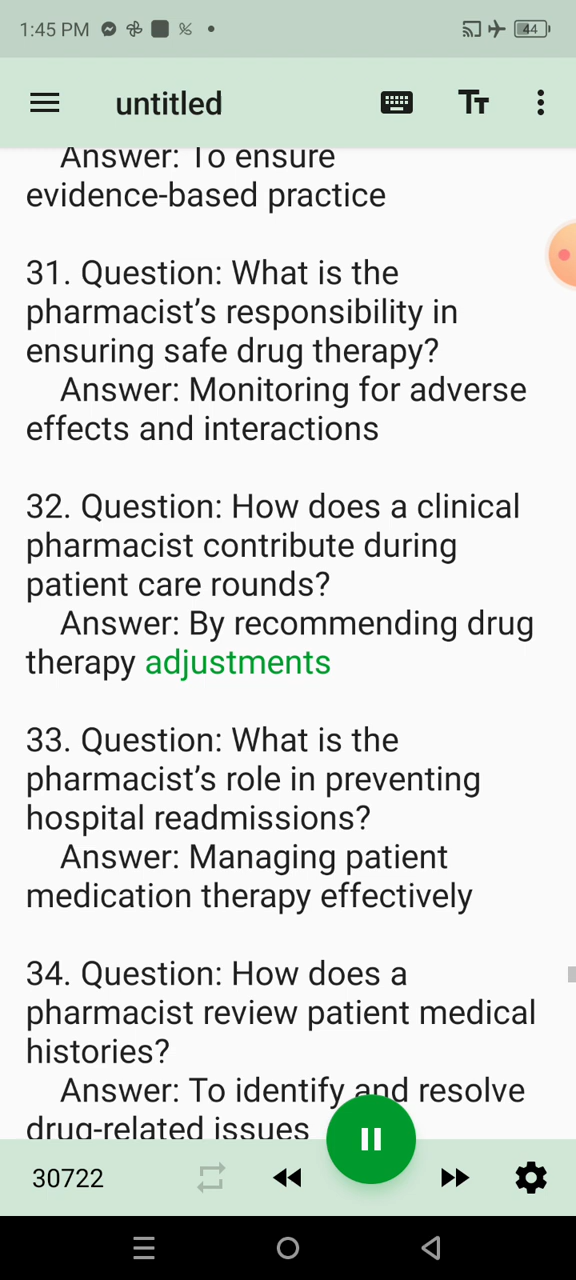 1:45 PM
44
untitled
Answer: To ensure
evidence-based practice
31. Question: What is the
pharmacist’s responsibility in
ensuring safe drug therapy?
Answer: Monitoring for adverse
effects and interactions
32. Question: How does a clinical
pharmacist contribute during
patient care rounds?
Answer: By recommending drug
therapy adjustments
33. Question: What is the
pharmacist’s role in preventing
hospital readmissions?
Answer: Managing patient
medication therapy effectively
34. Question: How does a
pharmacist review patient medical
histories?
Answer: To identify and resolve
drug-related issues
30722